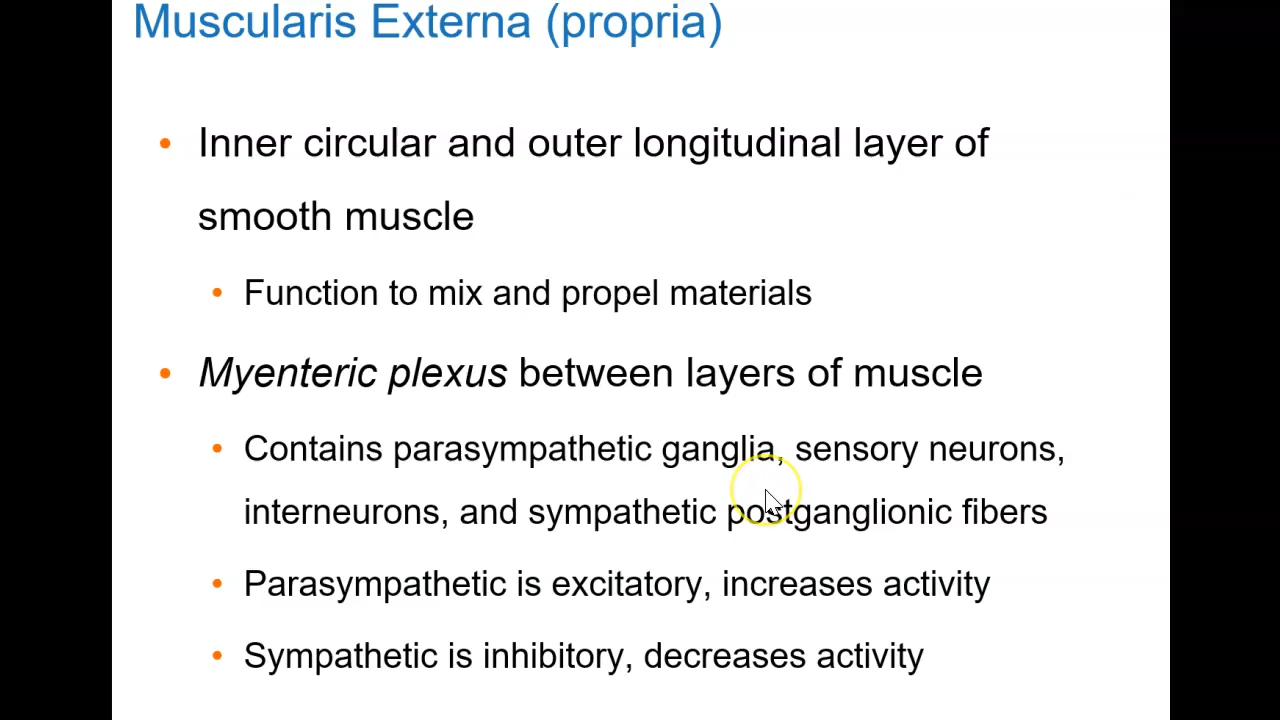 Muscularis Externa (propria)
• Inner circular and outer longitudinal layer of
smooth muscle
• Function to mix and propel materials
• Myenteric plexus between layers of muscle
• Contains parasympathetic ganglia, sensory neurons,
interneurons, and sympathetic postganglionic fibers
• Parasympathetic is excitatory, increases activity
• Sympathetic is inhibitory, decreases activity